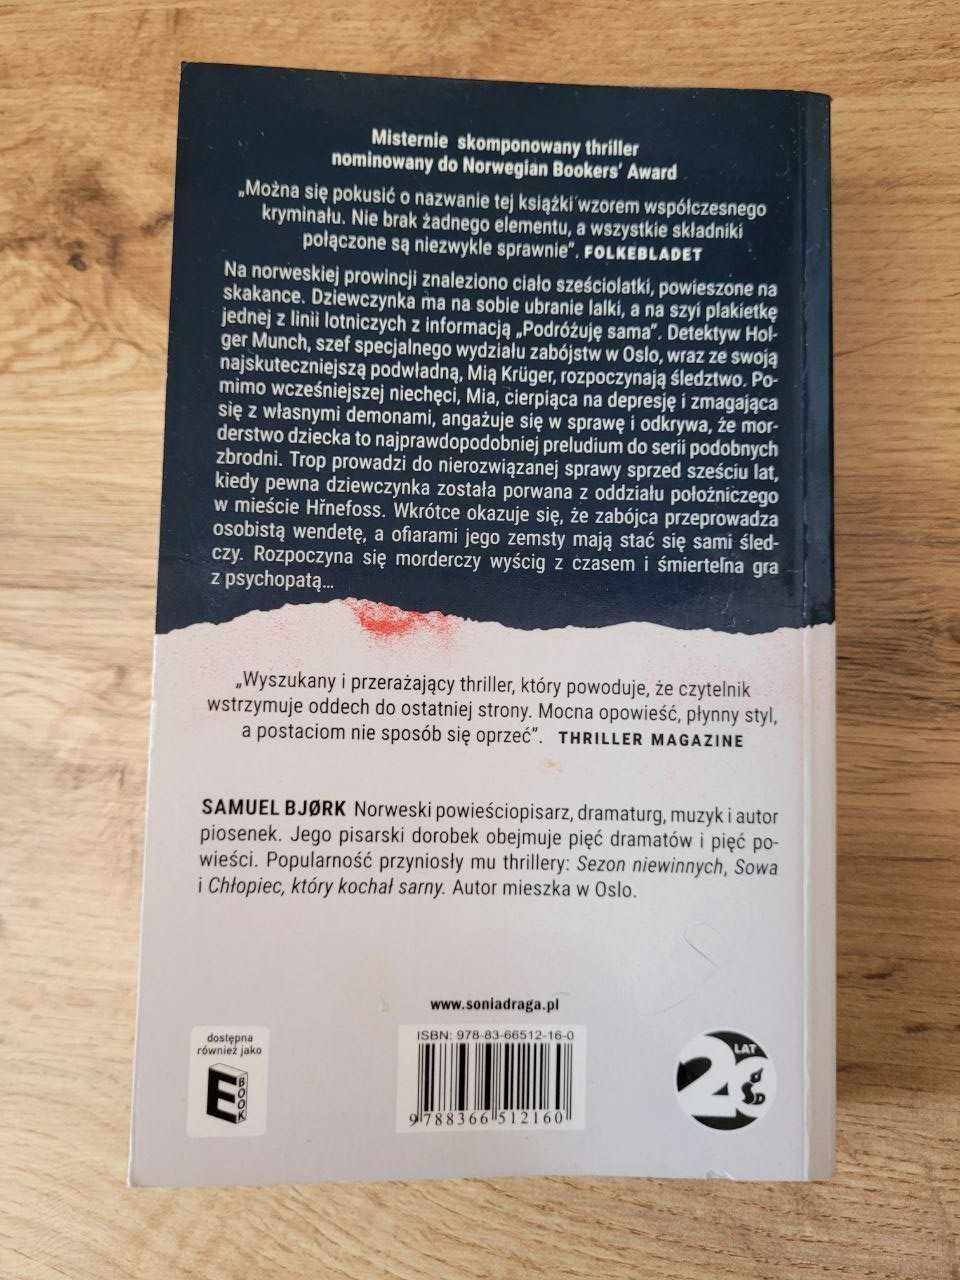 Misternie skomponowany thriller
nominowany do Norwegian Bookers' Award
„Można się pokusić o nazwanie tej książki wzorem współczesnego
kryminału. Nie brak żadnego elementu, a wszystkie składniki
połączone są niezwykle sprawnie”. FOLKEBLADET
Na norweskiej prowincji znaleziono ciało sześciolatki, powieszone na
skakance. Dziewczynka ma na sobie ubranie lalki, a na szyi plakietkę
jednej z linii lotniczych z informacją „Podróżuję sama”. Detektyw Hol-
ger Munch, szef specjalnego wydziału zabójstw w Oslo, wraz ze swoją
najskuteczniejszą podwładną, Mią Krüger, rozpoczynają śledztwo. Po-
mimo wcześniejszej niechęci, Mia, cierpiąca na depresję i zmagająca
się z własnymi demonami, angażuje się w sprawę i odkrywa, że mor-
derstwo dziecka to najprawdopodobniej preludium do serii podobnych
zbrodni. Trop prowadzi do nierozwiązanej sprawy sprzed sześciu lat,
kiedy pewna dziewczynka została porwana z oddziału położniczego
w mieście Hřnefoss. Wkrótce okazuje się, że zabójca przeprowadza
osobistą wendetę, a ofiarami jego zemsty mają stać się sami śled-
czy. Rozpoczyna się morderczy wyścig z czasem i śmiertelna gra
z psychopatą...
„Wyszukany i przerażający thriller, który powoduje, że czytelnik
wstrzymuje oddech do ostatniej strony. Mocna opowieść, płynny styl,
a postaciom nie sposób się oprzeć”. THRILLER MAGAZINE
SAMUEL BJØRK Norweski powieściopisarz, dramaturg, muzyk i autor
piosenek. Jego pisarski dorobek obejmuje pięć dramatów i pięć po-
wieści. Popularność przyniosły mu thrillery: Sezon niewinnych, Sowa
i Chłopiec, który kochał sarny. Autor mieszka w Oslo.
www.soniadraga.pl
dostępna
również jako
E BOOK
ISBN: 978-83-66512-16-0
9 788366 512160
20 LAT
SD